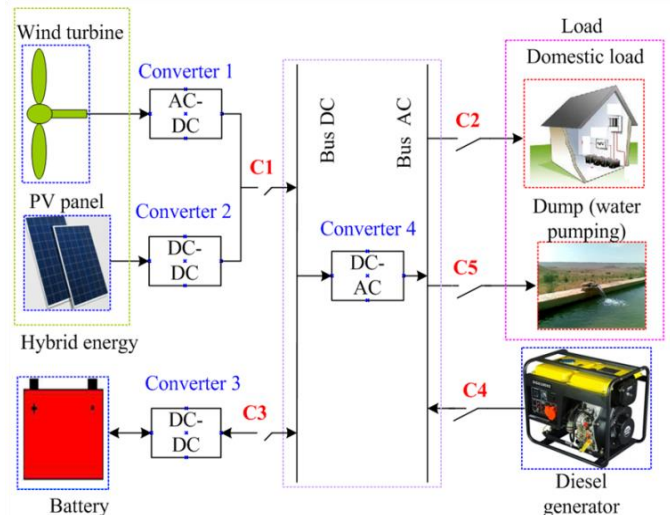 Wind turbine
Converter 1
AC-
DC
PV panel
Converter 2
DC-
DC
Hybrid energy
C1
Bus DC
Bus AC
Converter 4
DC-
AC
Load
Domestic load
C2
Dump (water
pumping)
C5
C4
Diesel
generator
Converter 3
DC-
DC
C3
Battery